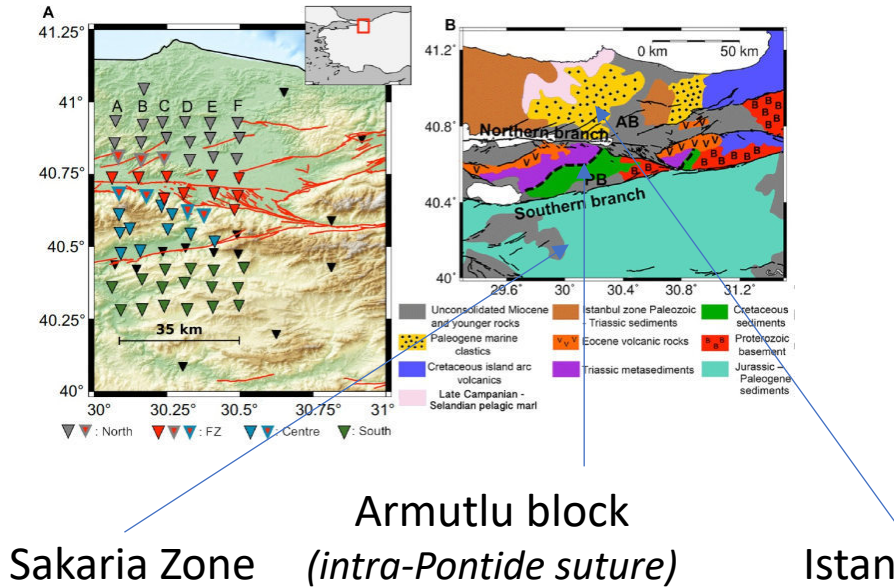 A
41.25°
41°
40.75°
40.5°
40.25°
40°
A B C D E F
35 km
30° 30.25° 30.5° 30.75° 31°
: North : FZ : Centre : South
B
0 km 50 km
41.2°
40.8°
40.4°
40°
AB
Northern branch
PB
Southern branch
V V V V V V V
B B B B B B B B B
29.6° 30° 30.4° 30.8° 31.2°
Unconsolidated Miocene and younger rocks
Istanbul zone Paleozoic - Triassic sediments
Cretaceous sediments
Paleogene marine clastics
V V V
Eocene volcanic rocks
B B B
Proterozoic basement
Cretaceous island arc volcanics
Triassic metasediments
Jurassic – Paleogene sediments
Late Campanian - Selandian pelagic marl
Armutlu block
Sakaria Zone (intra-Pontide suture) Istan